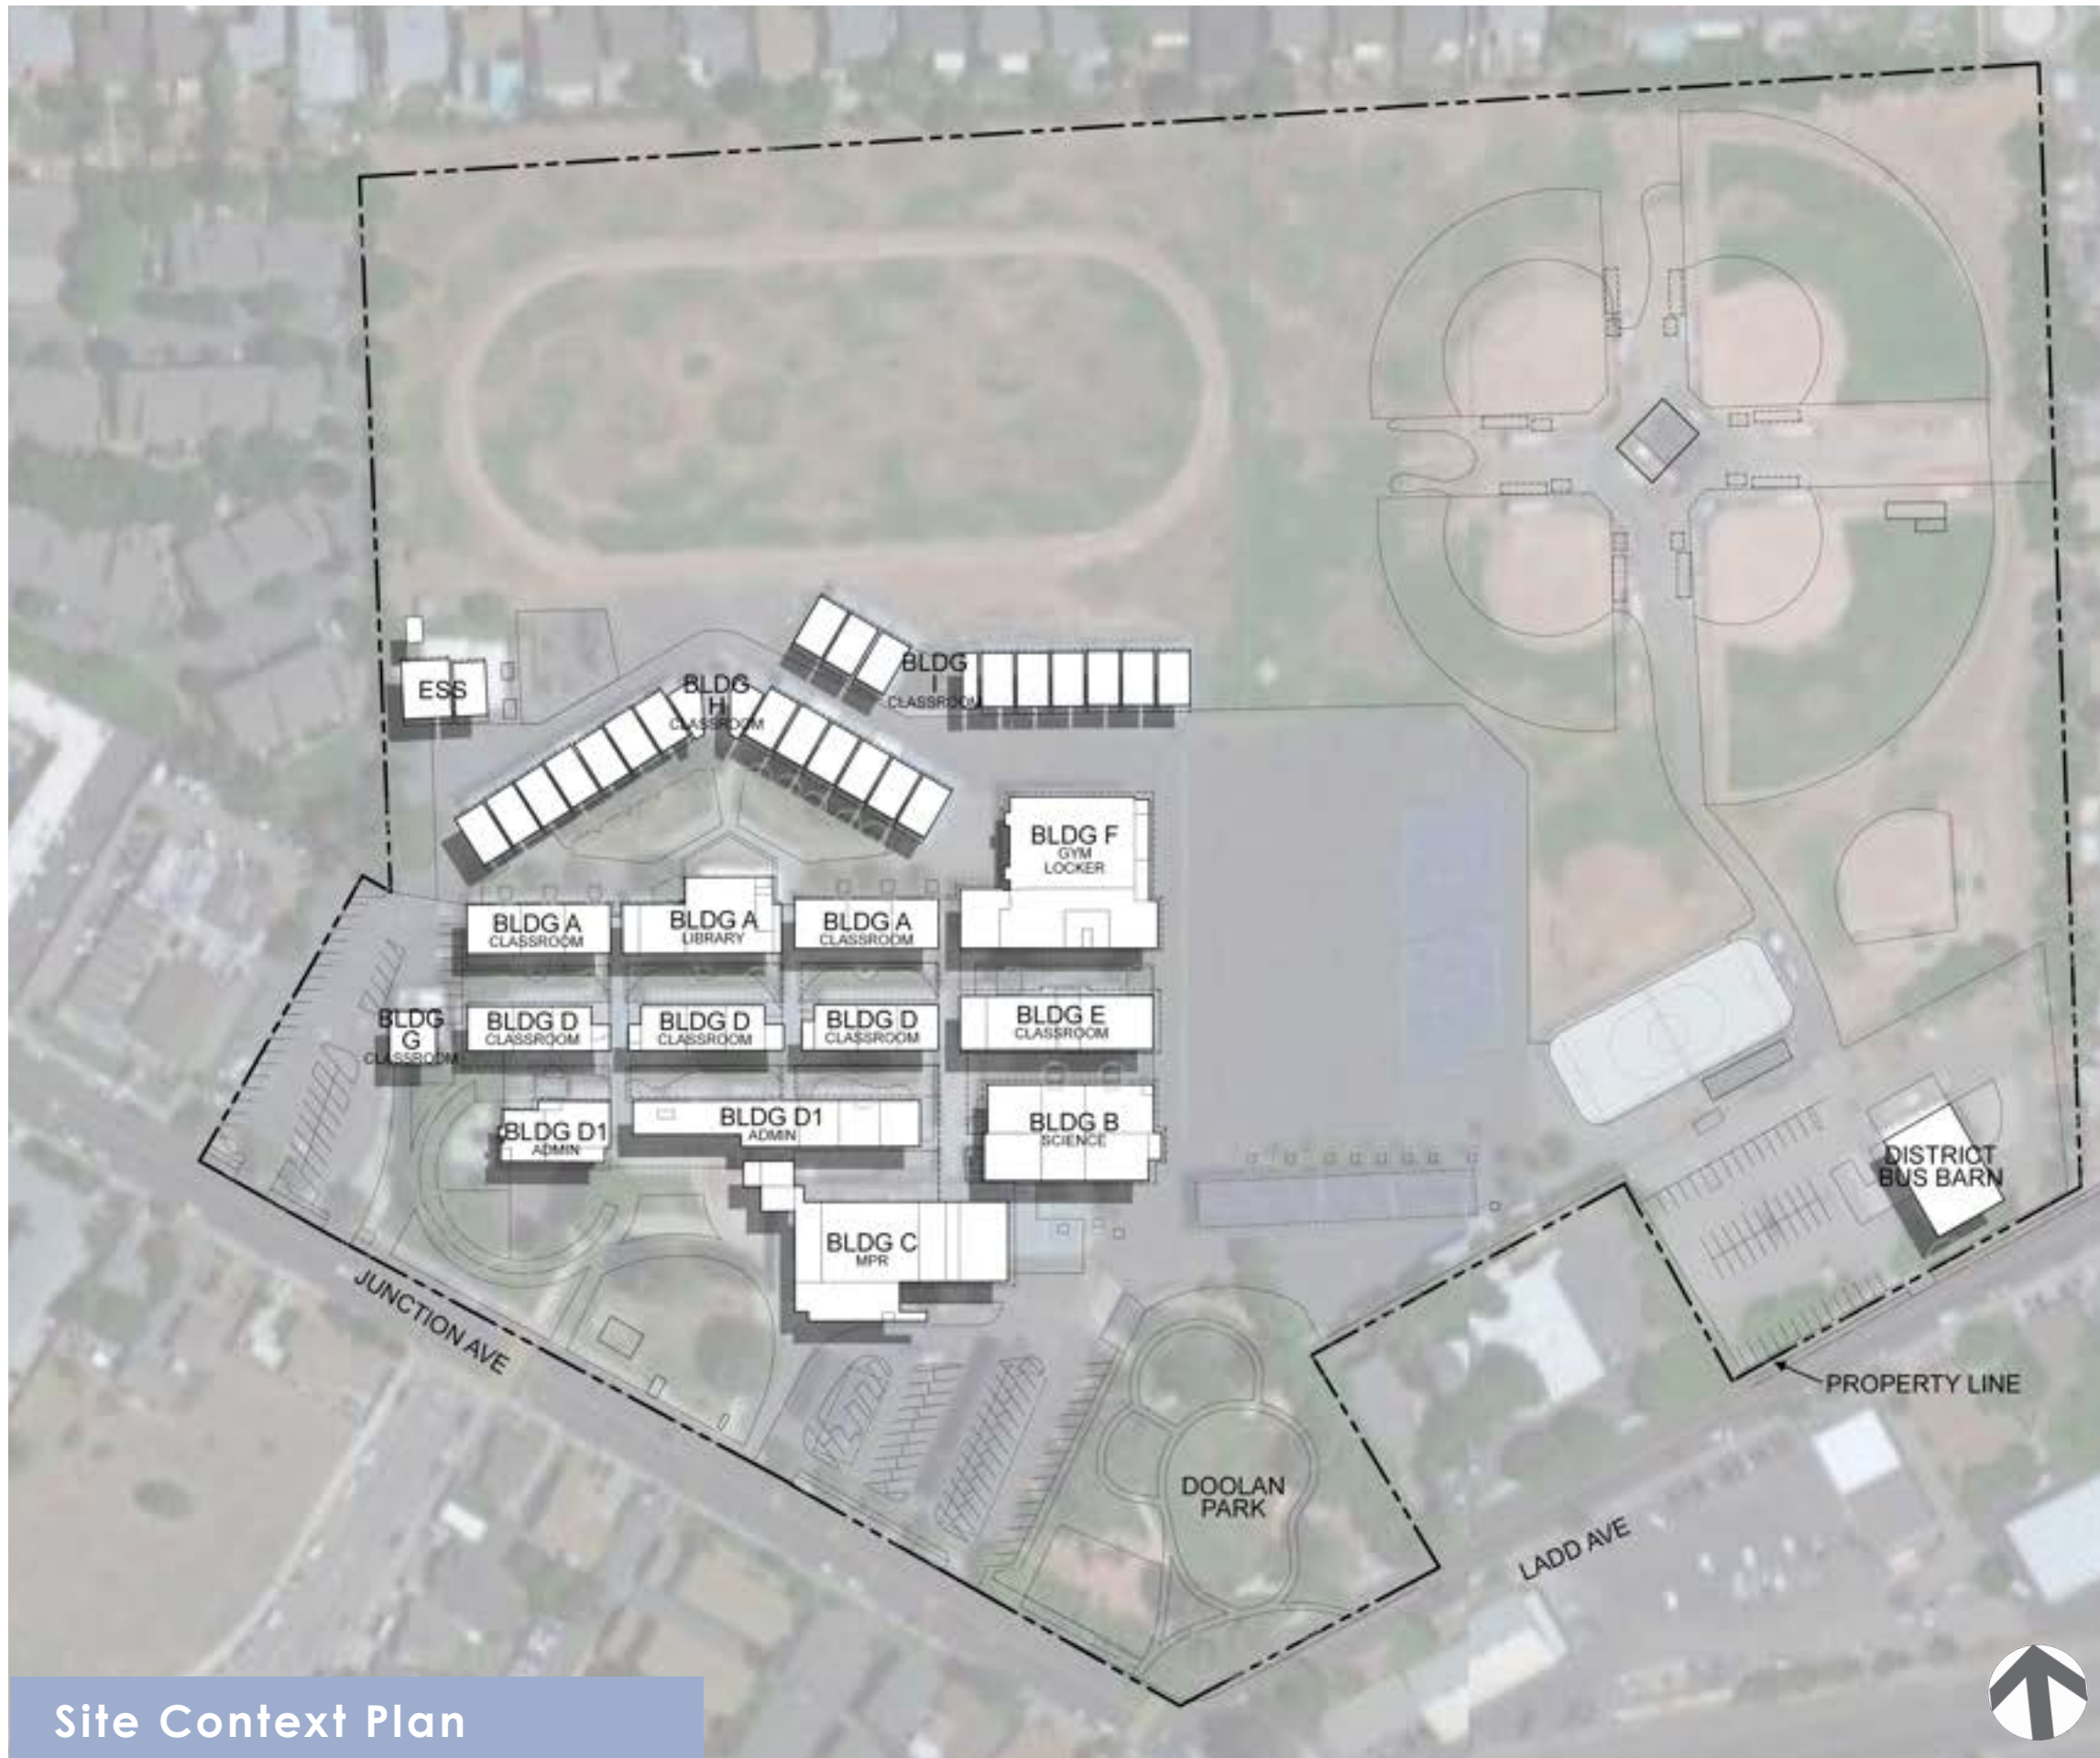 ESS
BLDG
H
CLASSROOM
BLDG
I
CLASSROOM
BLDG F
GYM
LOCKER
BLDG A
CLASSROOM
BLDG A
LIBRARY
BLDG A
CLASSROOM
BLDG
G
CLASSROOM
BLDG D
CLASSROOM
BLDG D
CLASSROOM
BLDG D
CLASSROOM
BLDG E
CLASSROOM
BLDG D1
ADMIN
BLDG D1
ADMIN
BLDG B
SCIENCE
BLDG C
MPR
DISTRICT
BUS BARN
JUNCTION AVE
PROPERTY LINE
DOOLAN
PARK
LADD AVE
Site Context Plan